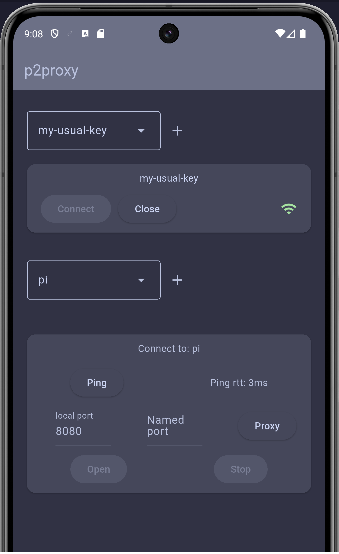 9:08
p2proxy
my-usual-key
+
my-usual-key
Connect
Close
pi
+
Connect to: pi
Ping
Ping rtt: 3ms
local port
8080
Named
port
Proxy
Open
Stop